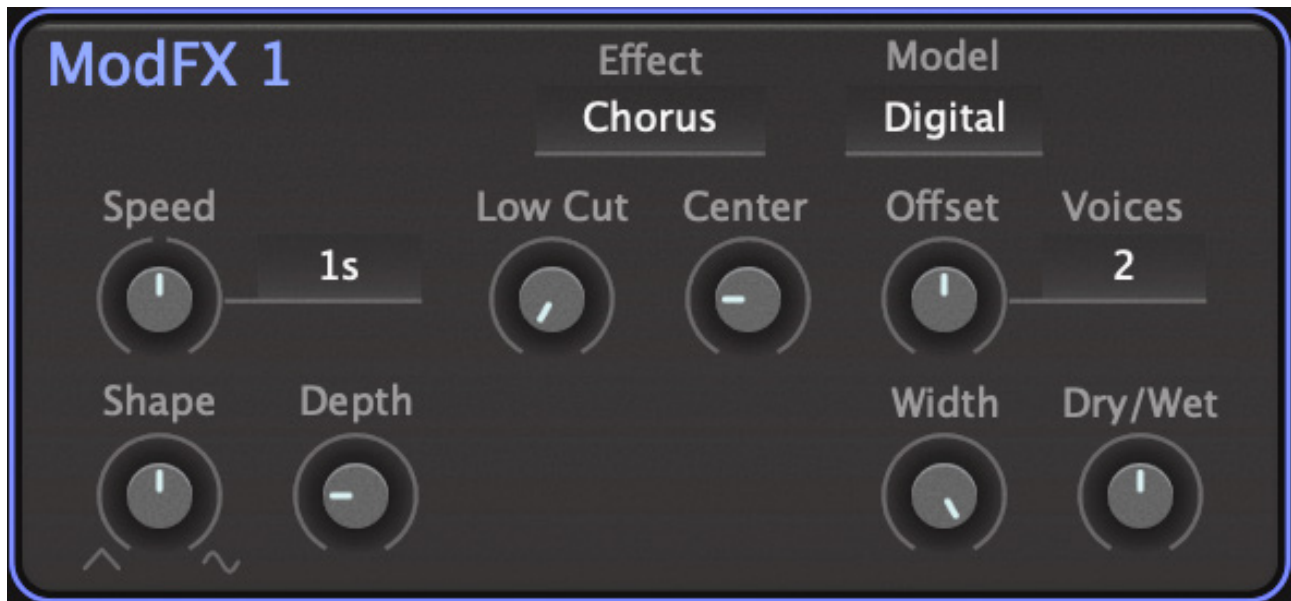 ModFX 1
Effect
Model
Chorus
Digital
Speed
Low Cut
Center
Offset
Voices
1s
2
Shape
Depth
Width
Dry/Wet